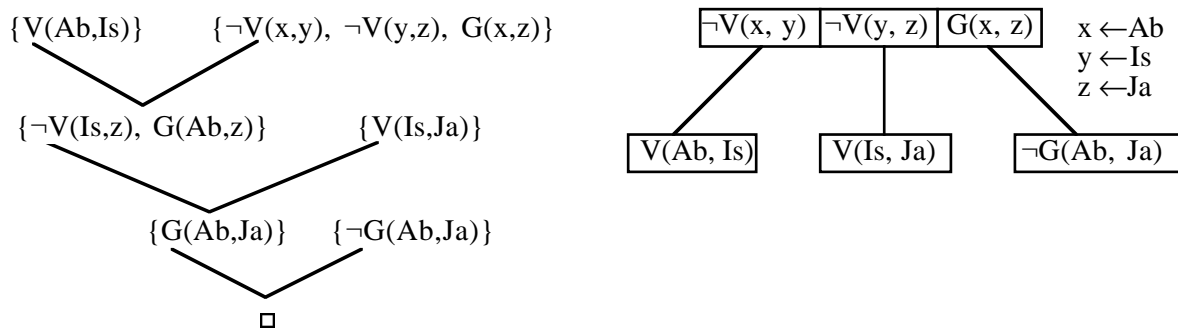 {V(Ab,Is)} {¬V(x,y), ¬V(y,z), G(x,z)}
{¬V(Is,z), G(Ab,z)} {V(Is,Ja)}
{G(Ab,Ja)} {¬G(Ab,Ja)}
□
¬V(x, y) ¬V(y, z) G(x, z)
x ←Ab
y ←Is
z ←Ja
V(Ab, Is) V(Is, Ja) ¬G(Ab, Ja)